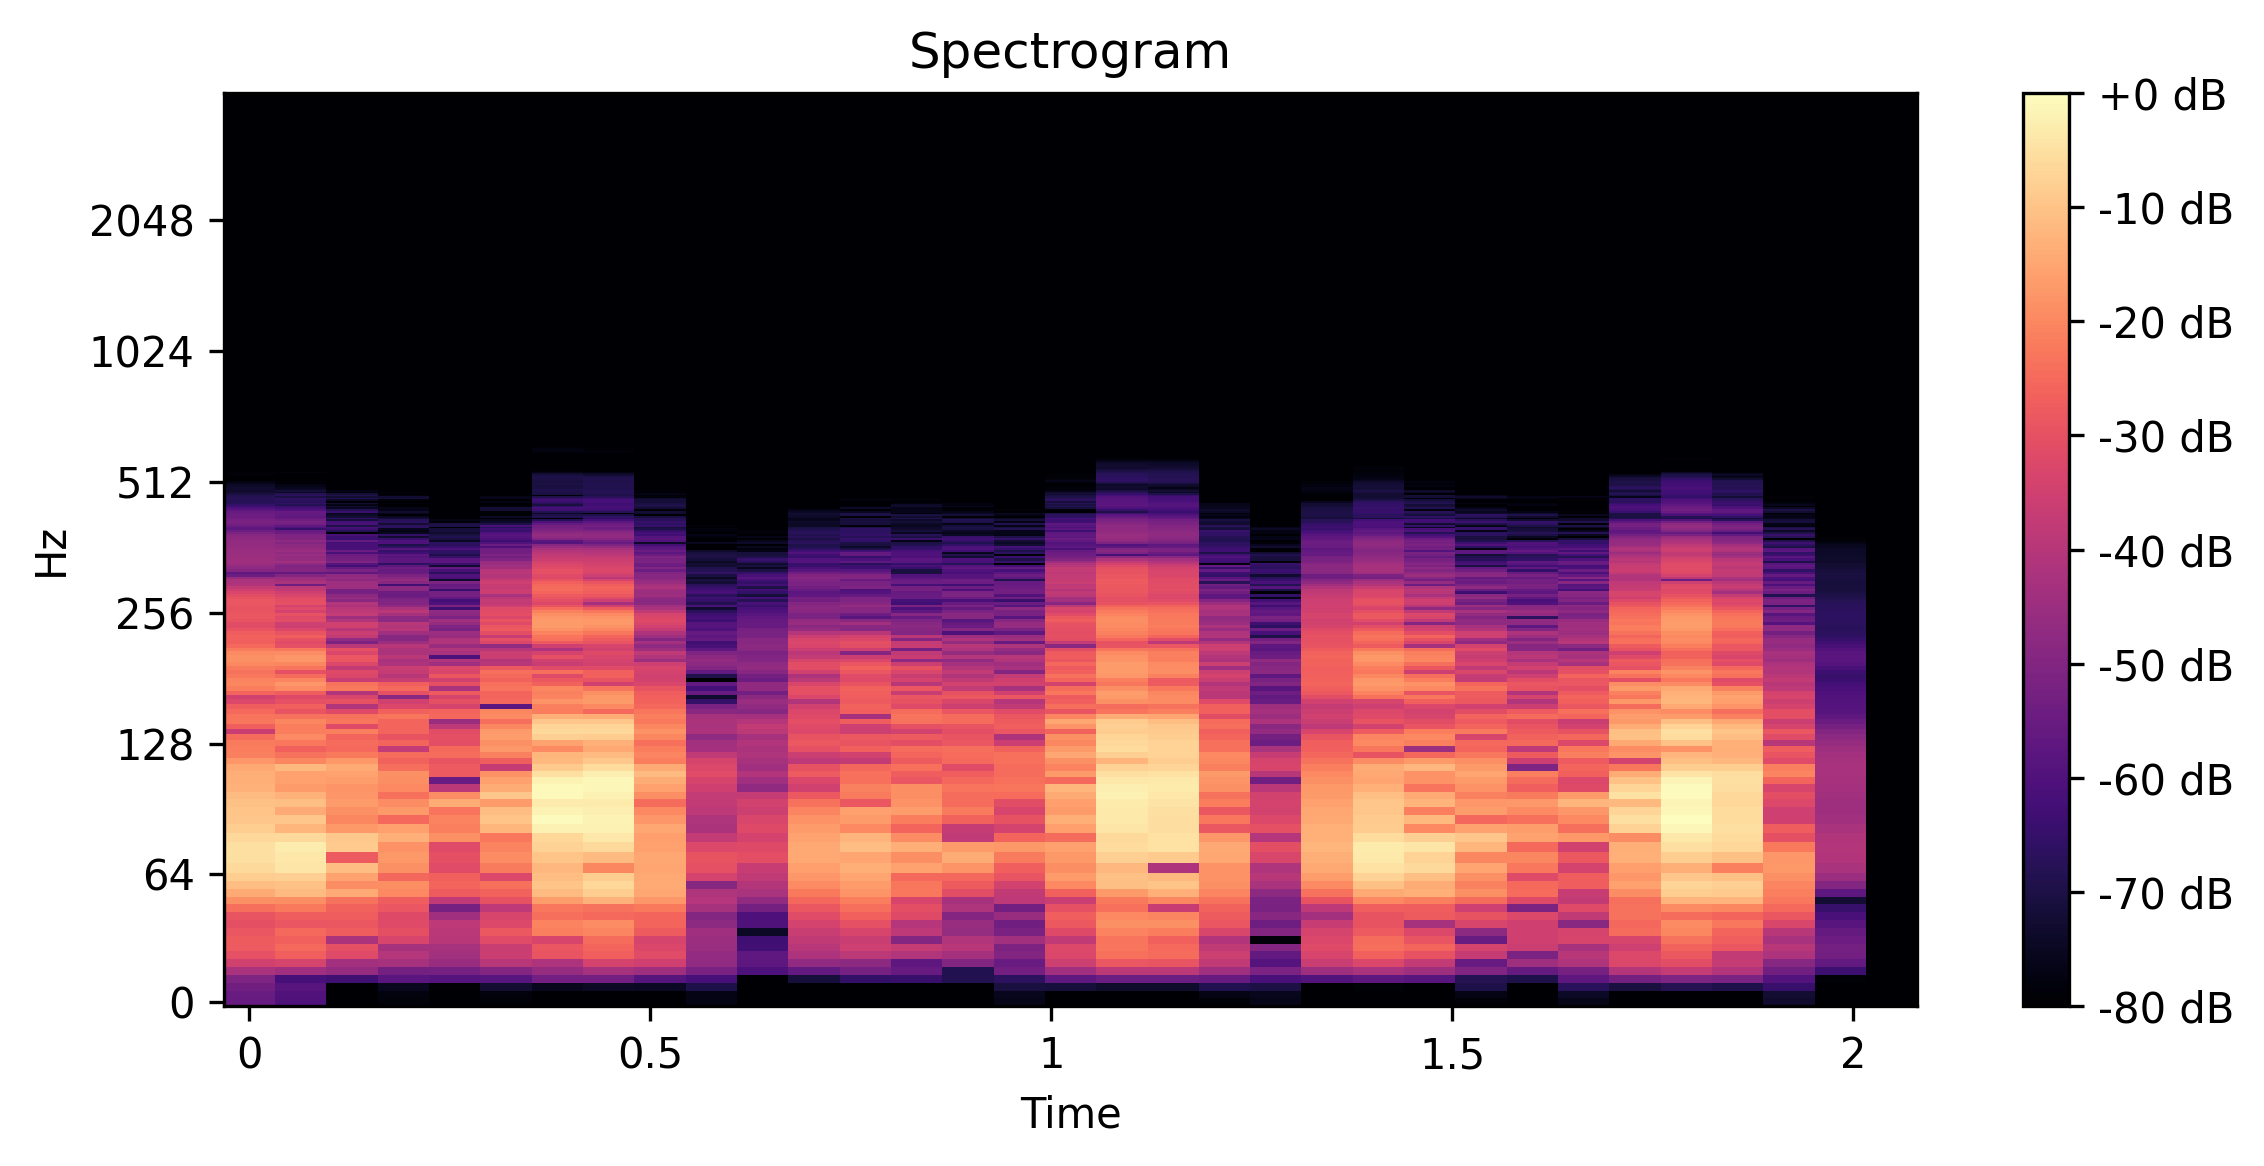 Spectrogram
Hz
2048
1024
512
256
128
64
0
0 0.5 1 1.5 2
Time
+0 dB
-10 dB
-20 dB
-30 dB
-40 dB
-50 dB
-60 dB
-70 dB
-80 dB